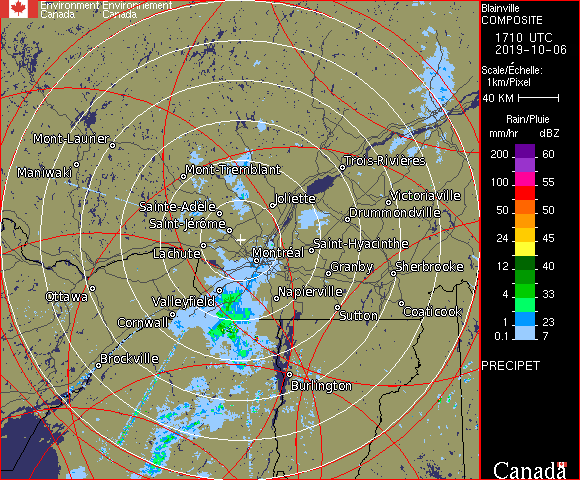 Environment Environnement
Canada Canada
Mont-Laurier
Maniwaki
Mont-Tremblant
Trois-Rivières
Joliette
Victoriaville
Sainte-Adèle
Drummondville
Saint-Jérôme
Saint-Hyacinthe
Lachute
Montréal
Granby
Sherbrooke
Ottawa
Valleyfield
Napierville
Cornwall
Sutton
Coaticook
Brockville
Burlington
Blainville
COMPOSITE
1710 UTC
2019-10-06
Scale/Échelle:
1km/Pixel
40 KM
Rain/Pluie
mm/hr dBZ
200 60
100 55
50 50
24 45
12 40
4 33
1 23
0.1 7
PRECIPET
Canada